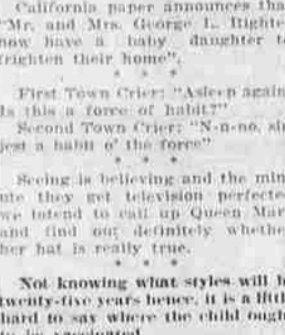 California paper announces tha
"Mr. and Mrs. George L. Righte
now have a baby daughter t
frighten their home".
* * *
First Town Crier: "Asleep again
Is this a force of habit?"
Second Town Crier: "N-n-no, si
jest a habit o' the force"
* * *
Seeing is believing and the min
ute they get television perfecte
we intend to call up Queen Mar
and find out definitely whethe
her hat is really true.
* * *
Not knowing what styles will b
twenty-five years hence, it is a littl
hard to say where the child ough
to be vaccinated